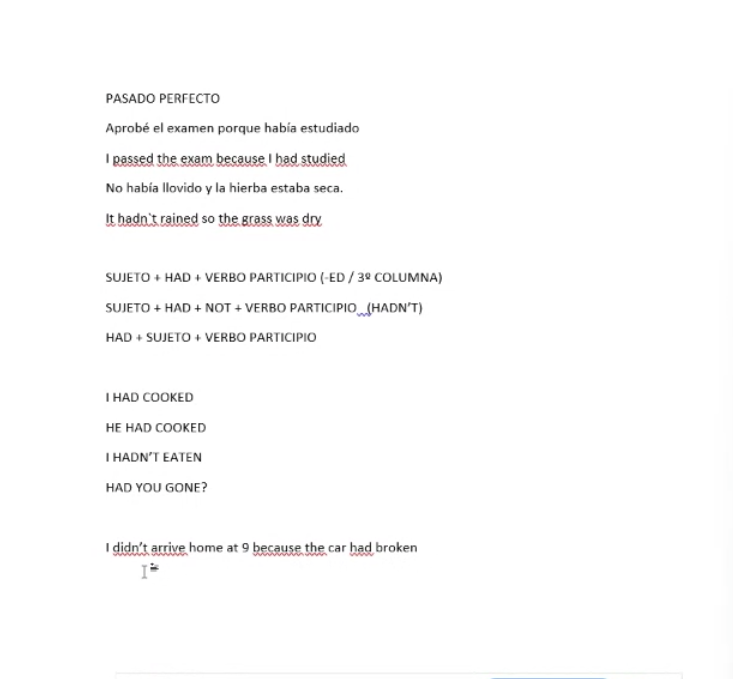 PASADO PERFECTO
Aprobé el examen porque había estudiado
I passed the exam because I had studied
No había llovido y la hierba estaba seca.
It hadn`t rained so the grass was dry
SUJETO + HAD + VERBO PARTICIPIO (-ED / 3º COLUMNA)
SUJETO + HAD + NOT + VERBO PARTICIPIO (HADN'T)
HAD + SUJETO + VERBO PARTICIPIO
I HAD COOKED
HE HAD COOKED
I HADN'T EATEN
HAD YOU GONE?
I didn't arrive home at 9 because the car had broken